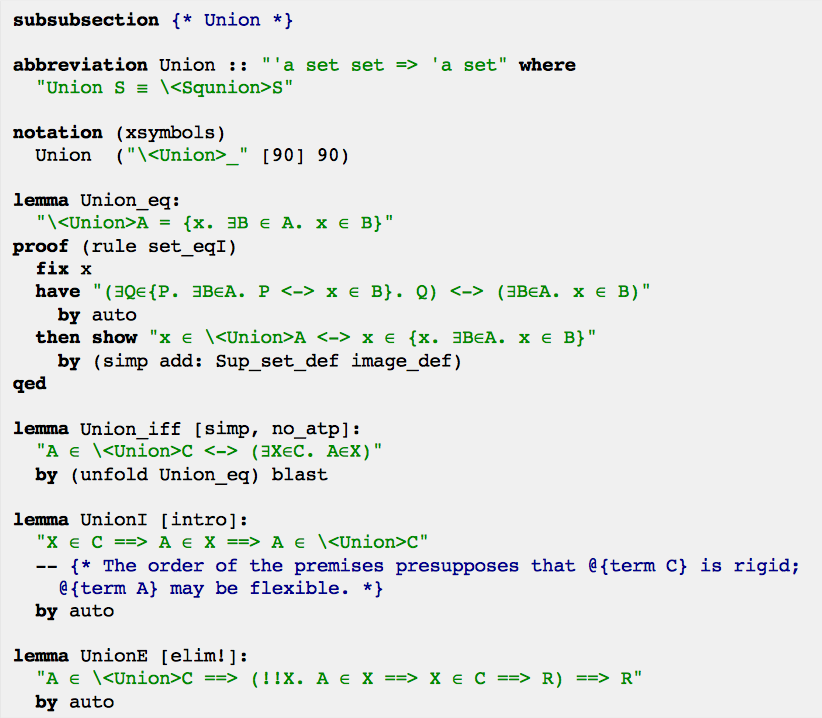 subsubsection {* Union *}
abbreviation Union :: "'a set set => 'a set" where
"Union S ≡ \<Squnion>S"
notation (xsymbols)
Union ("\<Union>_" [90] 90)
lemma Union_eq:
"\<Union>A = {x. ∃B ∈ A. x ∈ B}"
proof (rule set_eqI)
fix x
have "(∃Q∈{P. ∃B∈A. P <-> x ∈ B}. Q) <-> (∃B∈A. x ∈ B)"
by auto
then show "x ∈ \<Union>A <-> x ∈ {x. ∃B∈A. x ∈ B}"
by (simp add: Sup_set_def image_def)
qed
lemma Union_iff [simp, no_atp]:
"A ∈ \<Union>C <-> (∃X∈C. A∈X)"
by (unfold Union_eq) blast
lemma UnionI [intro]:
"X ∈ C ==> A ∈ X ==> A ∈ \<Union>C"
-- {* The order of the premises presupposes that @{term C} is rigid;
@{term A} may be flexible. *}
by auto
lemma UnionE [elim!]:
"A ∈ \<Union>C ==> (!!X. A ∈ X ==> X ∈ C ==> R) ==> R"
by auto